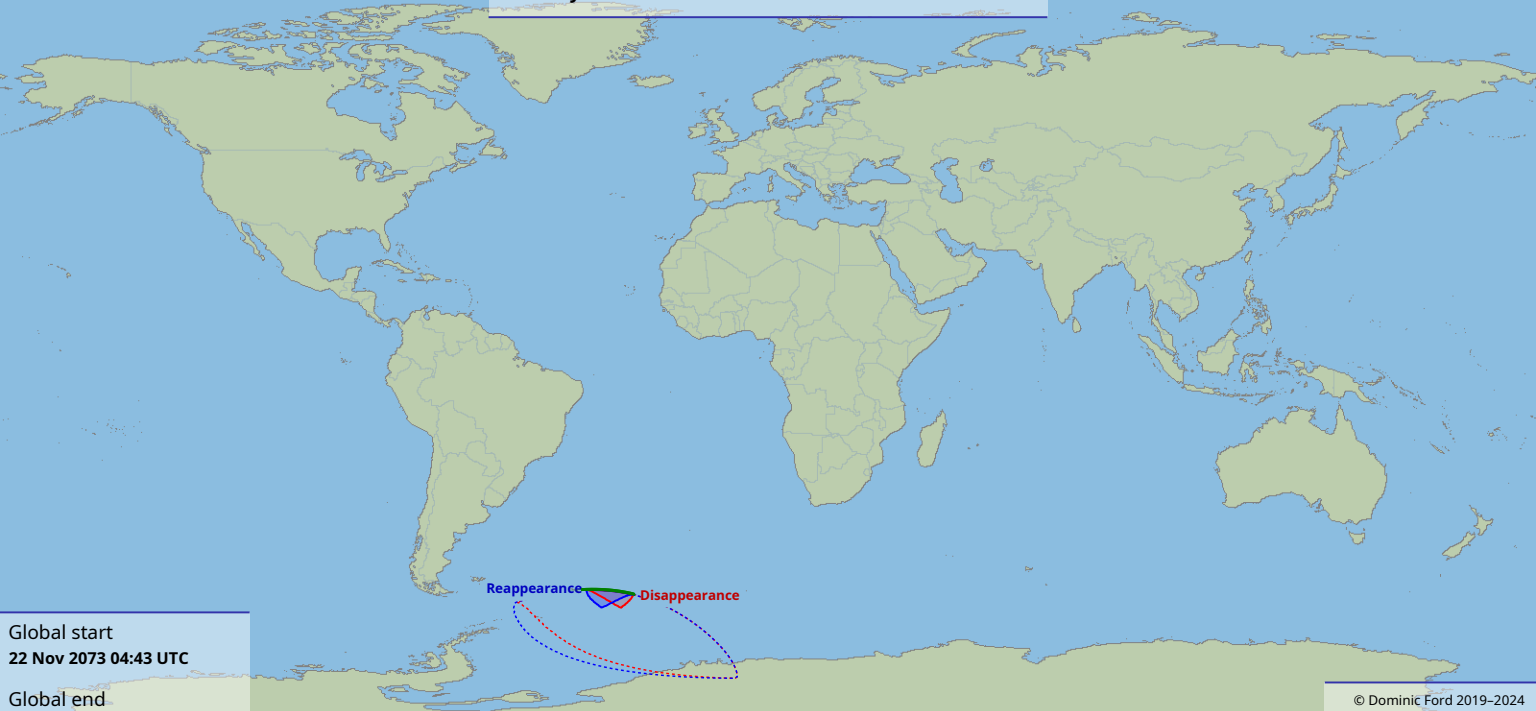 Reappearance
Disappearance
Global start
22 Nov 2073 04:43 UTC
Global end
© Dominic Ford 2019–2024